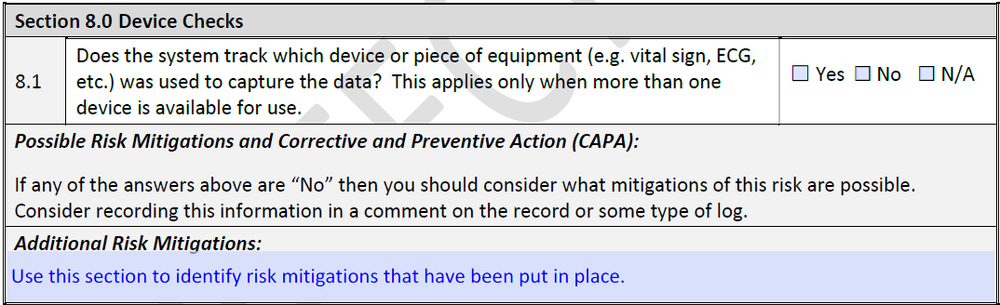 Section 8.0 Device Checks
8.1
Does the system track which device or piece of equipment (e.g. vital sign, ECG,
etc.) was used to capture the data?  This applies only when more than one
device is available for use.
Yes No N/A
Possible Risk Mitigations and Corrective and Preventive Action (CAPA):
If any of the answers above are “No” then you should consider what mitigations of this risk are possible.
Consider recording this information in a comment on the record or some type of log.
Additional Risk Mitigations:
Use this section to identify risk mitigations that have been put in place.